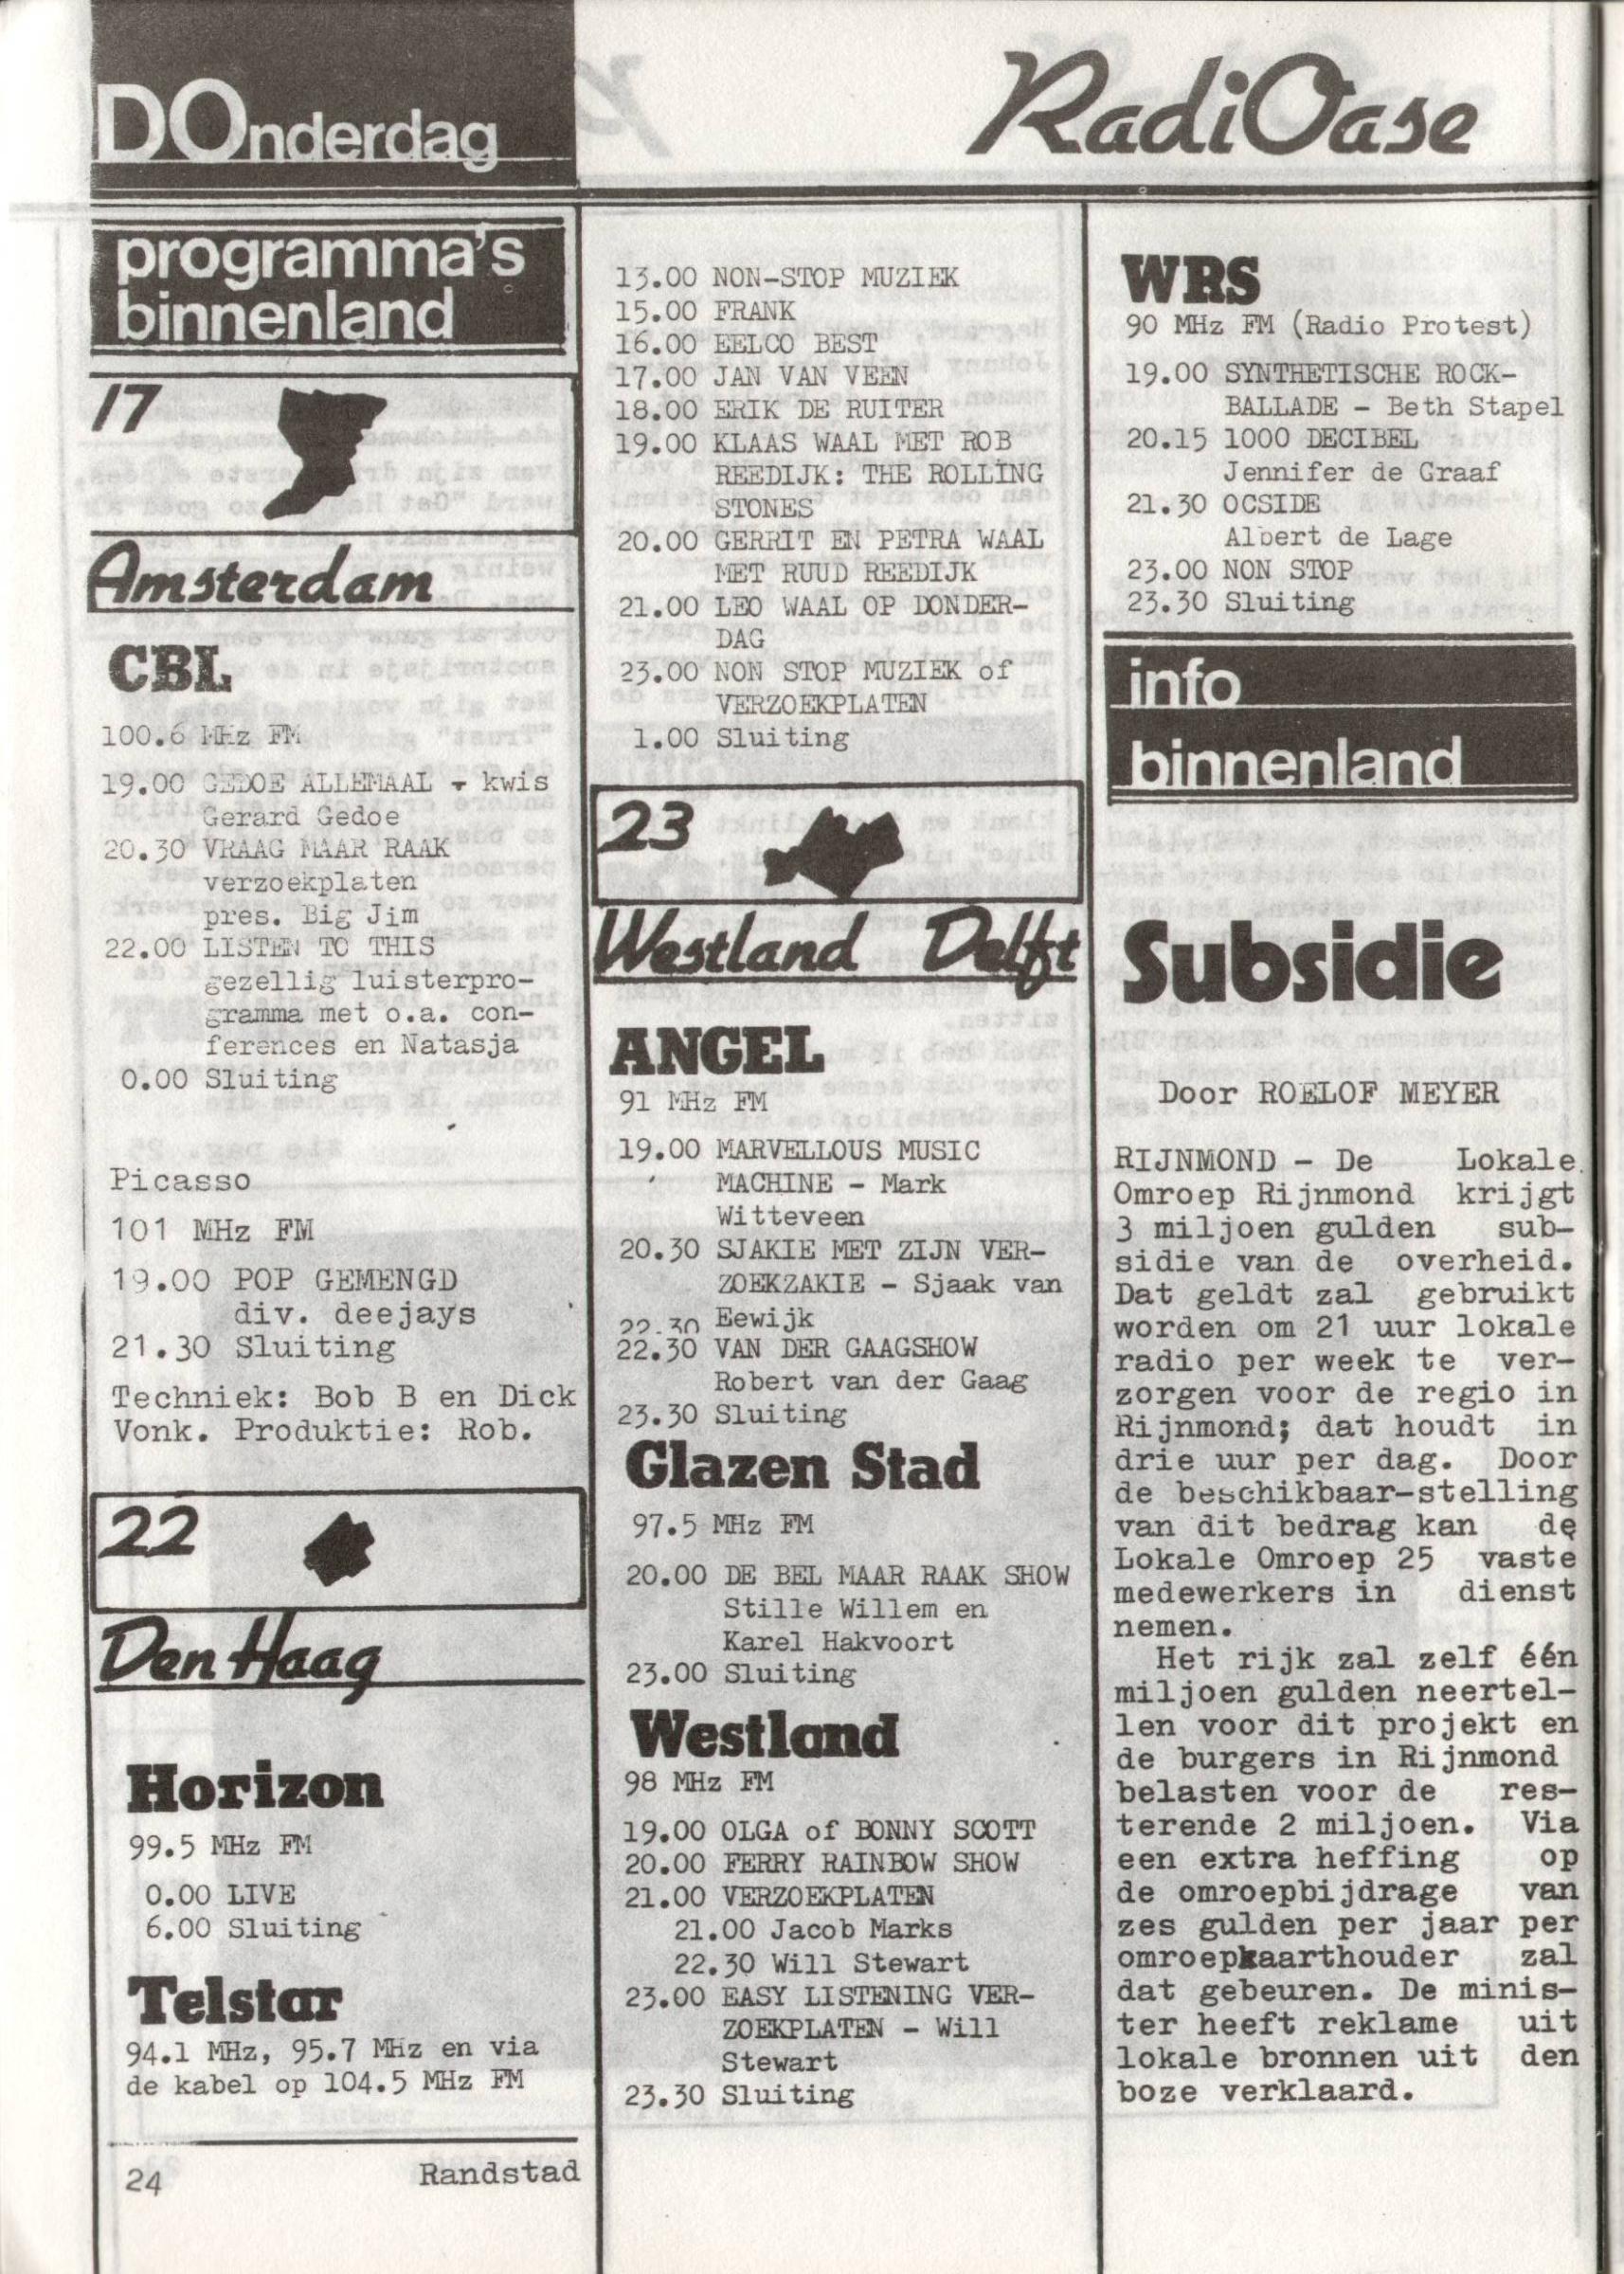 DOnderdag
RadiOase
programma's
binnenland
17
Amsterdam
CBL
100.6 MHz FM
19.00 GEDOE ALLEMAAL - kwis
Gerard Gedoe
20.30 VRAAG MAAR RAAK
verzoekplaten
pres. Big Jim
22.00 LISTEN TO THIS
gezellig luisterpro-
gramma met o.a. con-
ferences en Natasja
0.00 Sluiting
Picasso
101 MHz FM
19.00 POP GEMENGD
div. deejays
21.30 Sluiting
Techniek: Bob B en Dick
Vonk. Produktie: Rob.
22
Den Haag
Horizon
99.5 MHz FM
0.00 LIVE
6.00 Sluiting
Telstar
94.1 MHz, 95.7 MHz en via
de kabel op 104.5 MHz FM
24 Randstad
13.00 NON-STOP MUZIEK
15.00 FRANK
16.00 EELCO BEST
17.00 JAN VAN VEEN
18.00 ERIK DE RUITER
19.00 KLAAS WAAL MET ROB
REEDIJK: THE ROLLING
STONES
20.00 GERRIT EN PETRA WAAL
MET RUUD REEDIJK
21.00 LEO WAAL OP DONDER-
DAG
23.00 NON STOP MUZIEK of
VERZOEKPLATEN
1.00 Sluiting
23
Westland Delft
ANGEL
91 MHz FM
19.00 MARVELLOUS MUSIC
MACHINE - Mark
Witteveen
20.30 SJAKIE MET ZIJN VER-
ZOEKZAKIE - Sjaak van
22.30 Eewijk
22.30 VAN DER GAAGSHOW
Robert van der Gaag
23.30 Sluiting
Glazen Stad
97.5 MHz FM
20.00 DE BEL MAAR RAAK SHOW
Stille Willem en
Karel Hakvoort
23.00 Sluiting
Westland
98 MHz FM
19.00 OLGA of BONNY SCOTT
20.00 FERRY RAINBOW SHOW
21.00 VERZOEKPLATEN
21.00 Jacob Marks
22.30 Will Stewart
23.00 EASY LISTENING VER-
ZOEKPLATEN - Will
Stewart
23.30 Sluiting
WRS
90 MHz FM (Radio Protest)
19.00 SYNTHETISCHE ROCK-
BALLADE - Beth Stapel
20.15 1000 DECIBEL
Jennifer de Graaf
21.30 OCSIDE
Albert de Lage
23.00 NON STOP
23.30 Sluiting
info
binnenland
Subsidie
Door ROELOF MEYER
RIJNMOND - De Lokale
Omroep Rijnmond krijgt
3 miljoen gulden sub-
sidie van de overheid.
Dat geldt zal gebruikt
worden om 21 uur lokale
radio per week te ver-
zorgen voor de regio in
Rijnmond; dat houdt in
drie uur per dag. Door
de beschikbaar-stelling
van dit bedrag kan de
Lokale Omroep 25 vaste
medewerkers in dienst
nemen.
Het rijk zal zelf één
miljoen gulden neertel-
len voor dit projekt en
de burgers in Rijnmond
belasten voor de res-
terende 2 miljoen. Via
een extra heffing op
de omroepbijdrage van
zes gulden per jaar per
omroepkaarthouder zal
dat gebeuren. De minis-
ter heeft reklame uit
lokale bronnen uit den
boze verklaard.